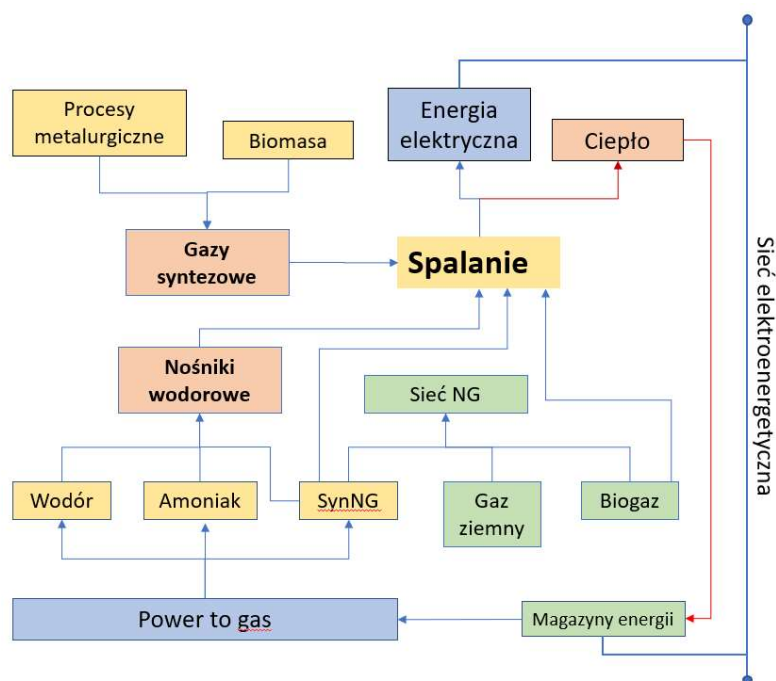 Procesy
metalurgiczne
Biomasa
Energia
elektryczna
Ciepło
Gazy
syntezowe
Spalanie
Sieć elektroenergetyczna
Nośniki
wodorowe
Sieć NG
Wodór
Amoniak
SynNG
Gaz
ziemny
Biogaz
Power to gas
Magazyny energii